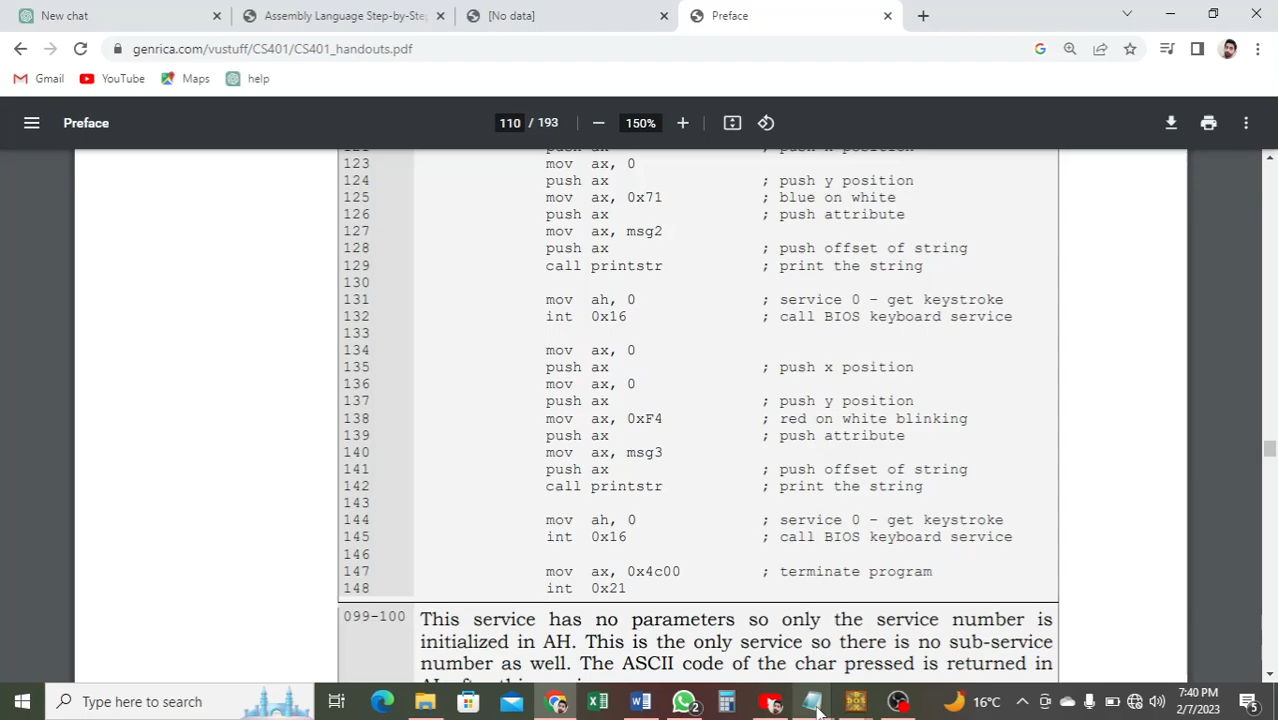 New chat
Assembly Language Step-by-Step
[No data]
Preface
genrica.com/vustuff/CS401/CS401_handouts.pdf
Gmail
YouTube
Maps
help
Preface
110 / 193
150%
123 mov ax, 0
124 push ax ; push y position
125 mov ax, 0x71 ; blue on white
126 push ax ; push attribute
127 mov ax, msg2
128 push ax ; push offset of string
129 call printstr ; print the string
130
131 mov ah, 0 ; service 0 – get keystroke
132 int 0x16 ; call BIOS keyboard service
133
134 mov ax, 0
135 push ax ; push x position
136 mov ax, 0
137 push ax ; push y position
138 mov ax, 0xF4 ; red on white blinking
139 push ax ; push attribute
140 mov ax, msg3
141 push ax ; push offset of string
142 call printstr ; print the string
143
144 mov ah, 0 ; service 0 – get keystroke
145 int 0x16 ; call BIOS keyboard service
146
147 mov ax, 0x4c00 ; terminate program
148 int 0x21
099-100 This service has no parameters so only the service number is
initialized in AH. This is the only service so there is no sub-service
number as well. The ASCII code of the char pressed is returned in
Type here to search
2
16°C
7:40 PM
2/7/2023
5